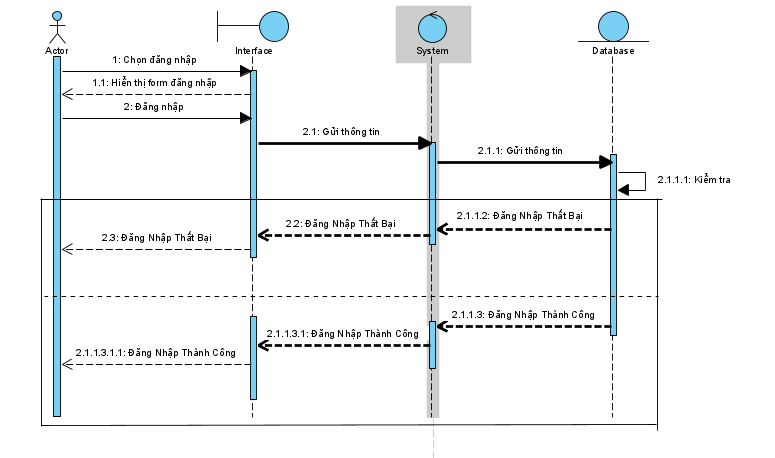 Actor
Interface
System
Database
1: Chọn đăng nhập
1.1: Hiển thị form đăng nhập
2: Đăng nhập
2.1: Gửi thông tin
2.1.1: Gửi thông tin
2.1.1.1: Kiểm tra
2.1.1.2: Đăng Nhập Thất Bại
2.2: Đăng Nhập Thất Bại
2.3: Đăng Nhập Thất Bại
2.1.1.3: Đăng Nhập Thành Công
2.1.1.3.1: Đăng Nhập Thành Công
2.1.1.3.1.1: Đăng Nhập Thành Công